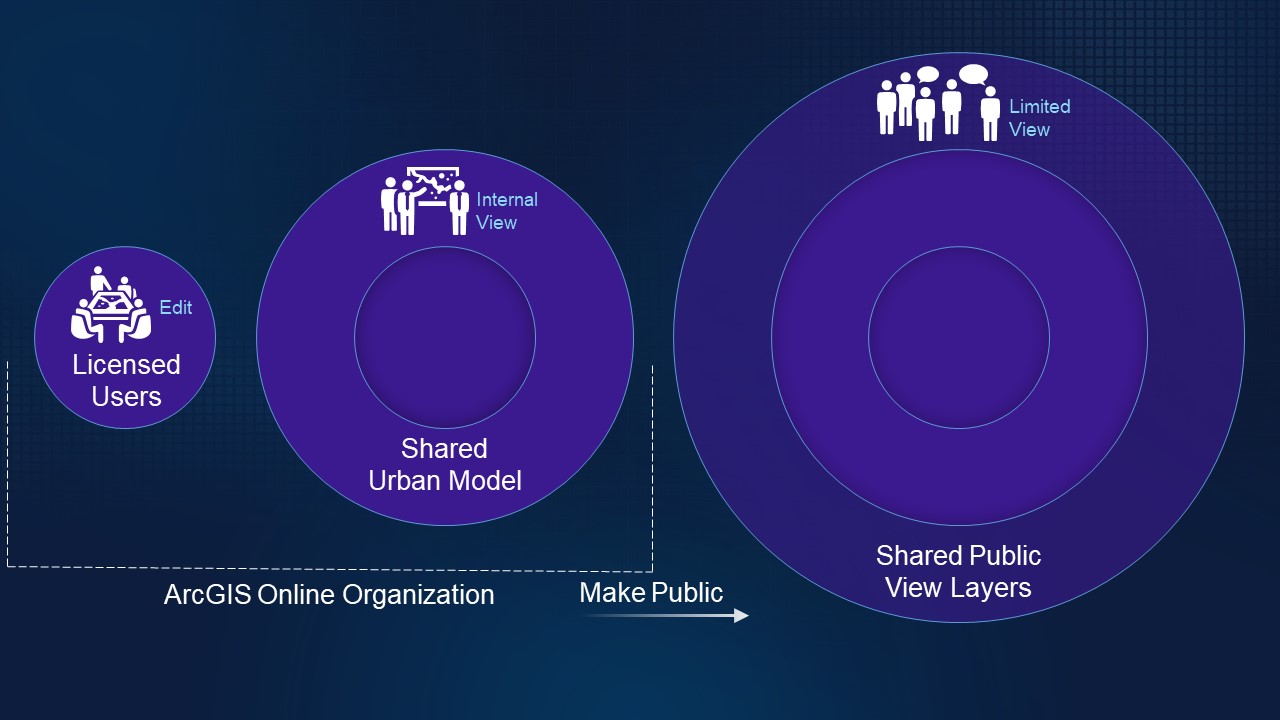 Limited
View
Internal
View
Edit
Licensed
Users
Shared
Urban Model
Shared Public
View Layers
ArcGIS Online Organization
Make Public